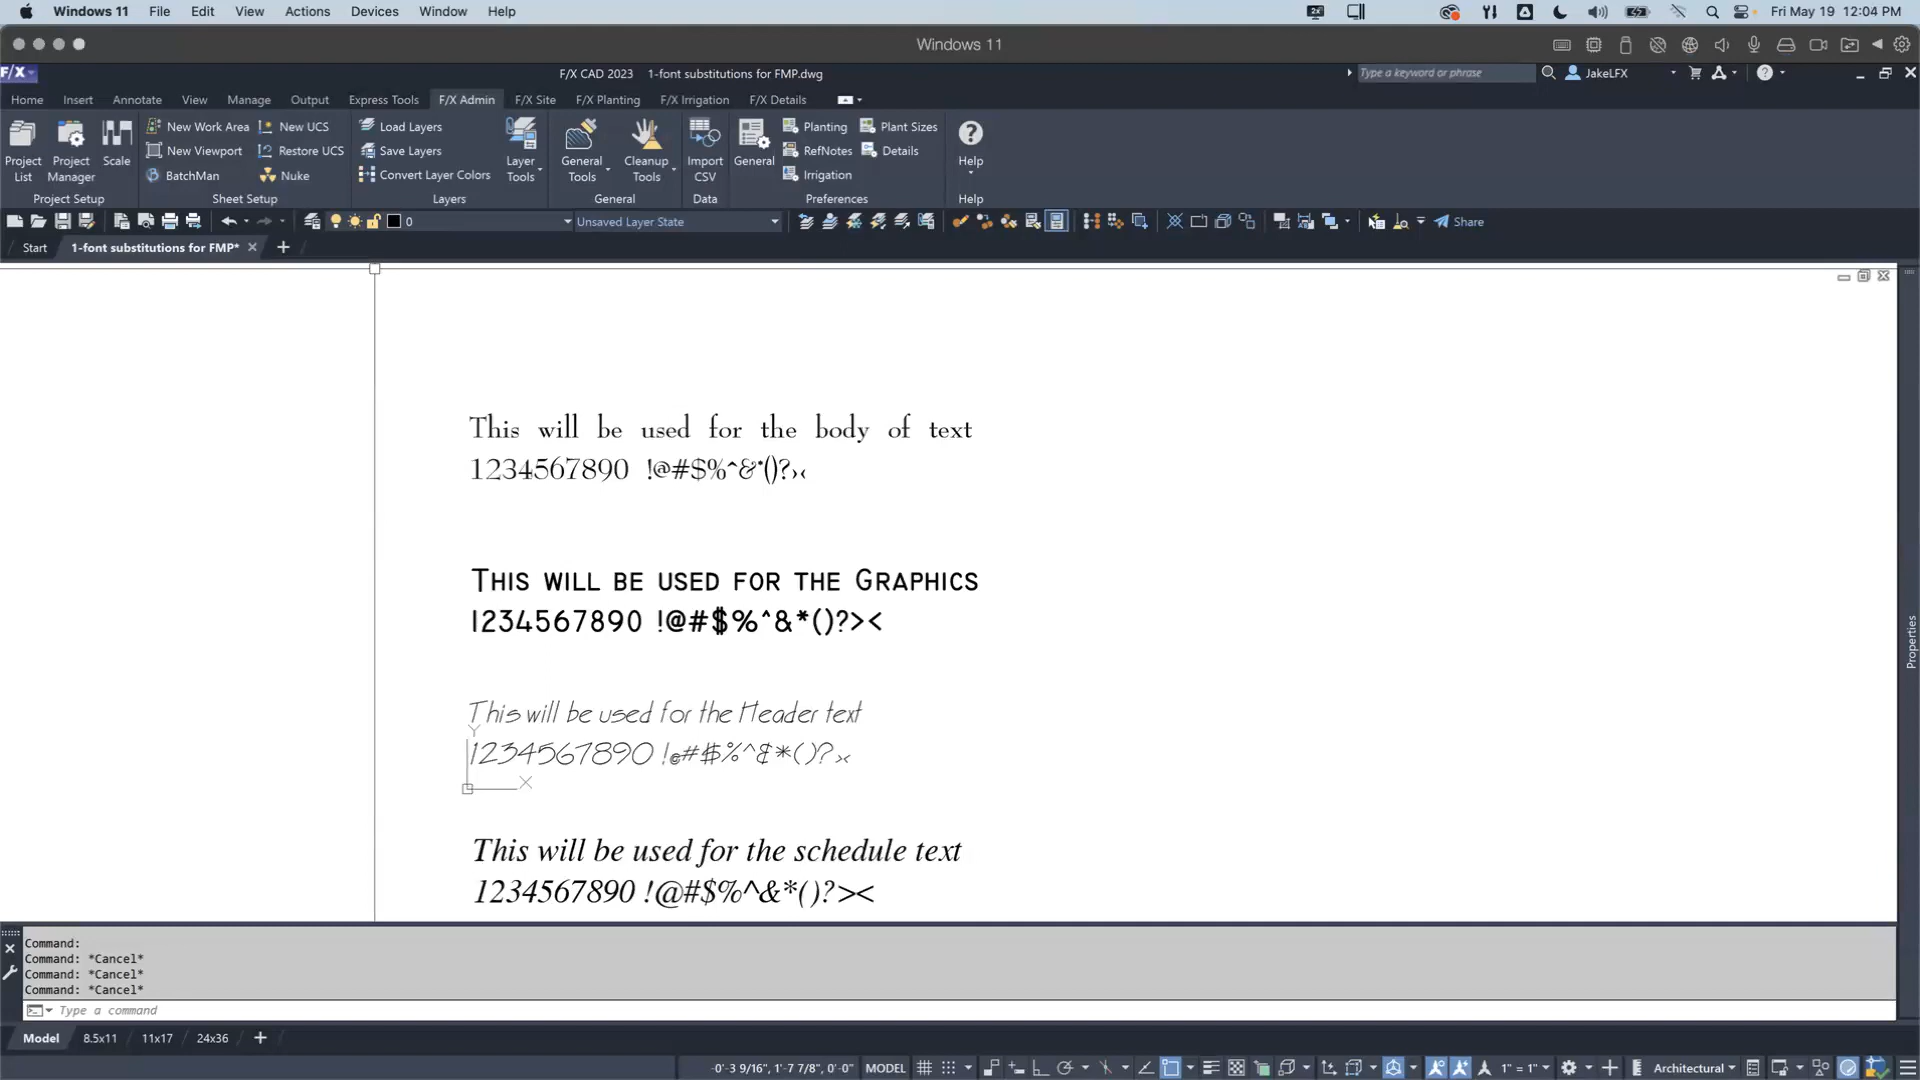 Windows 11 File Edit View Actions Devices Window Help Fri May 19 12:04 PM
Windows 11
F/X F/X CAD 2023 1-font substitutions for FMP.dwg Type a keyword or phrase JakeLFX
Home Insert Annotate View Manage Output Express Tools F/X Admin F/X Site F/X Planting F/X Irrigation F/X Details
Project List
Project Manager
Scale
Project Setup
New Work Area
New Viewport
BatchMan
New UCS
Restore UCS
Nuke
Sheet Setup
Load Layers
Save Layers
Convert Layer Colors
Layer Tools
Layers
General Tools
Cleanup Tools
General
Import CSV
Data
General
Planting
RefNotes
Irrigation
Plant Sizes
Details
Preferences
Help
Help
0 Unsaved Layer State Share
Start 1-font substitutions for FMP*
This will be used for the body of text
1234567890 !@#$%^&*()?›‹
This will be used for the Graphics
1234567890 !@#$%^&*()?><
This will be used for the Header text
Y
1234567890 !@#$%^&*()?><
X
This will be used for the schedule text
1234567890 !@#$%^&*()?><
Properties
Command:
Command: *Cancel*
Command: *Cancel*
Command: *Cancel*
Type a command
Model 8.5x11 11x17 24x36
-0'-3 9/16", 1'-7 7/8", 0'-0" MODEL 1" = 1" Architectural